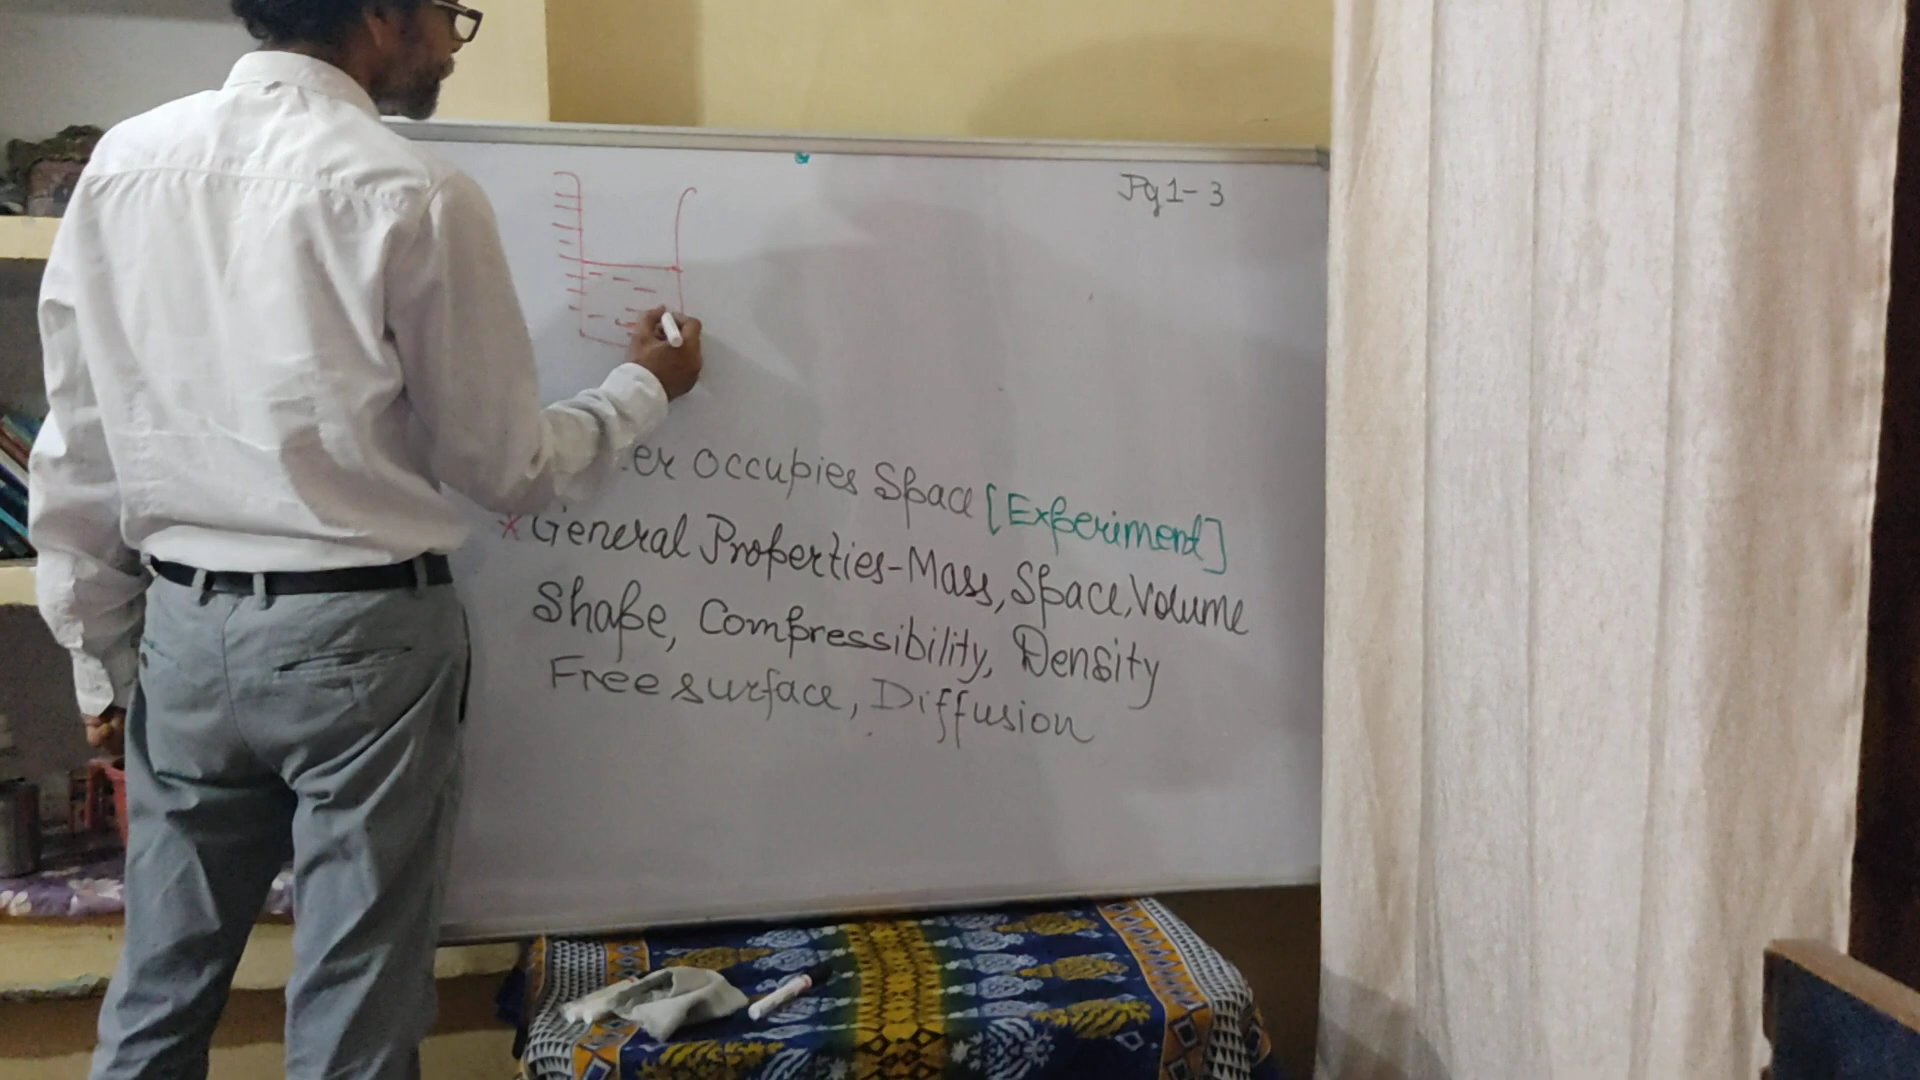 Pg 1-3
er occupies Space [Experiment]
* General Properties-Mass, Space, Volume
Shape, Compressibility, Density
Free surface, Diffusion